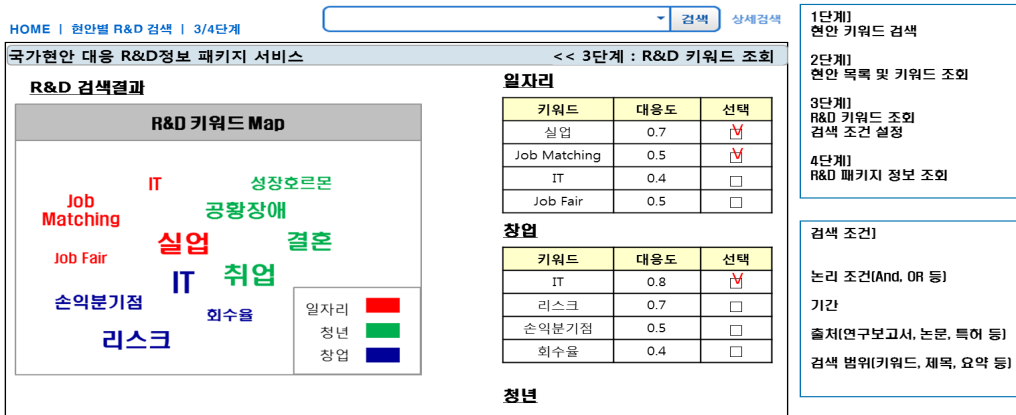 HOME | 현안별 R&D 검색 | 3/4단계
검색 상세검색
국가현안 대응 R&D정보 패키지 서비스 << 3단계 : R&D 키워드 조회
R&D 검색결과
R&D 키워드 Map
IT
성장호르몬
Job
Matching
공황장애
실업
결혼
Job Fair
IT
취업
손익분기점
회수율
리스크
일자리
청년
창업
일자리
키워드 대응도 선택
실업 0.7
Job Matching 0.5
IT 0.4
Job Fair 0.5
창업
키워드 대응도 선택
IT 0.8
리스크 0.7
손익분기점 0.5
회수율 0.4
청년
1단계]
현안 키워드 검색
2단계]
현안 목록 및 키워드 조회
3단계]
R&D 키워드 조회
검색 조건 설정
4단계]
R&D 패키지 정보 조회
검색 조건]
논리 조건(And, OR 등)
기간
출처(연구보고서, 논문, 특허 등)
검색 범위(키워드, 제목, 요약 등)